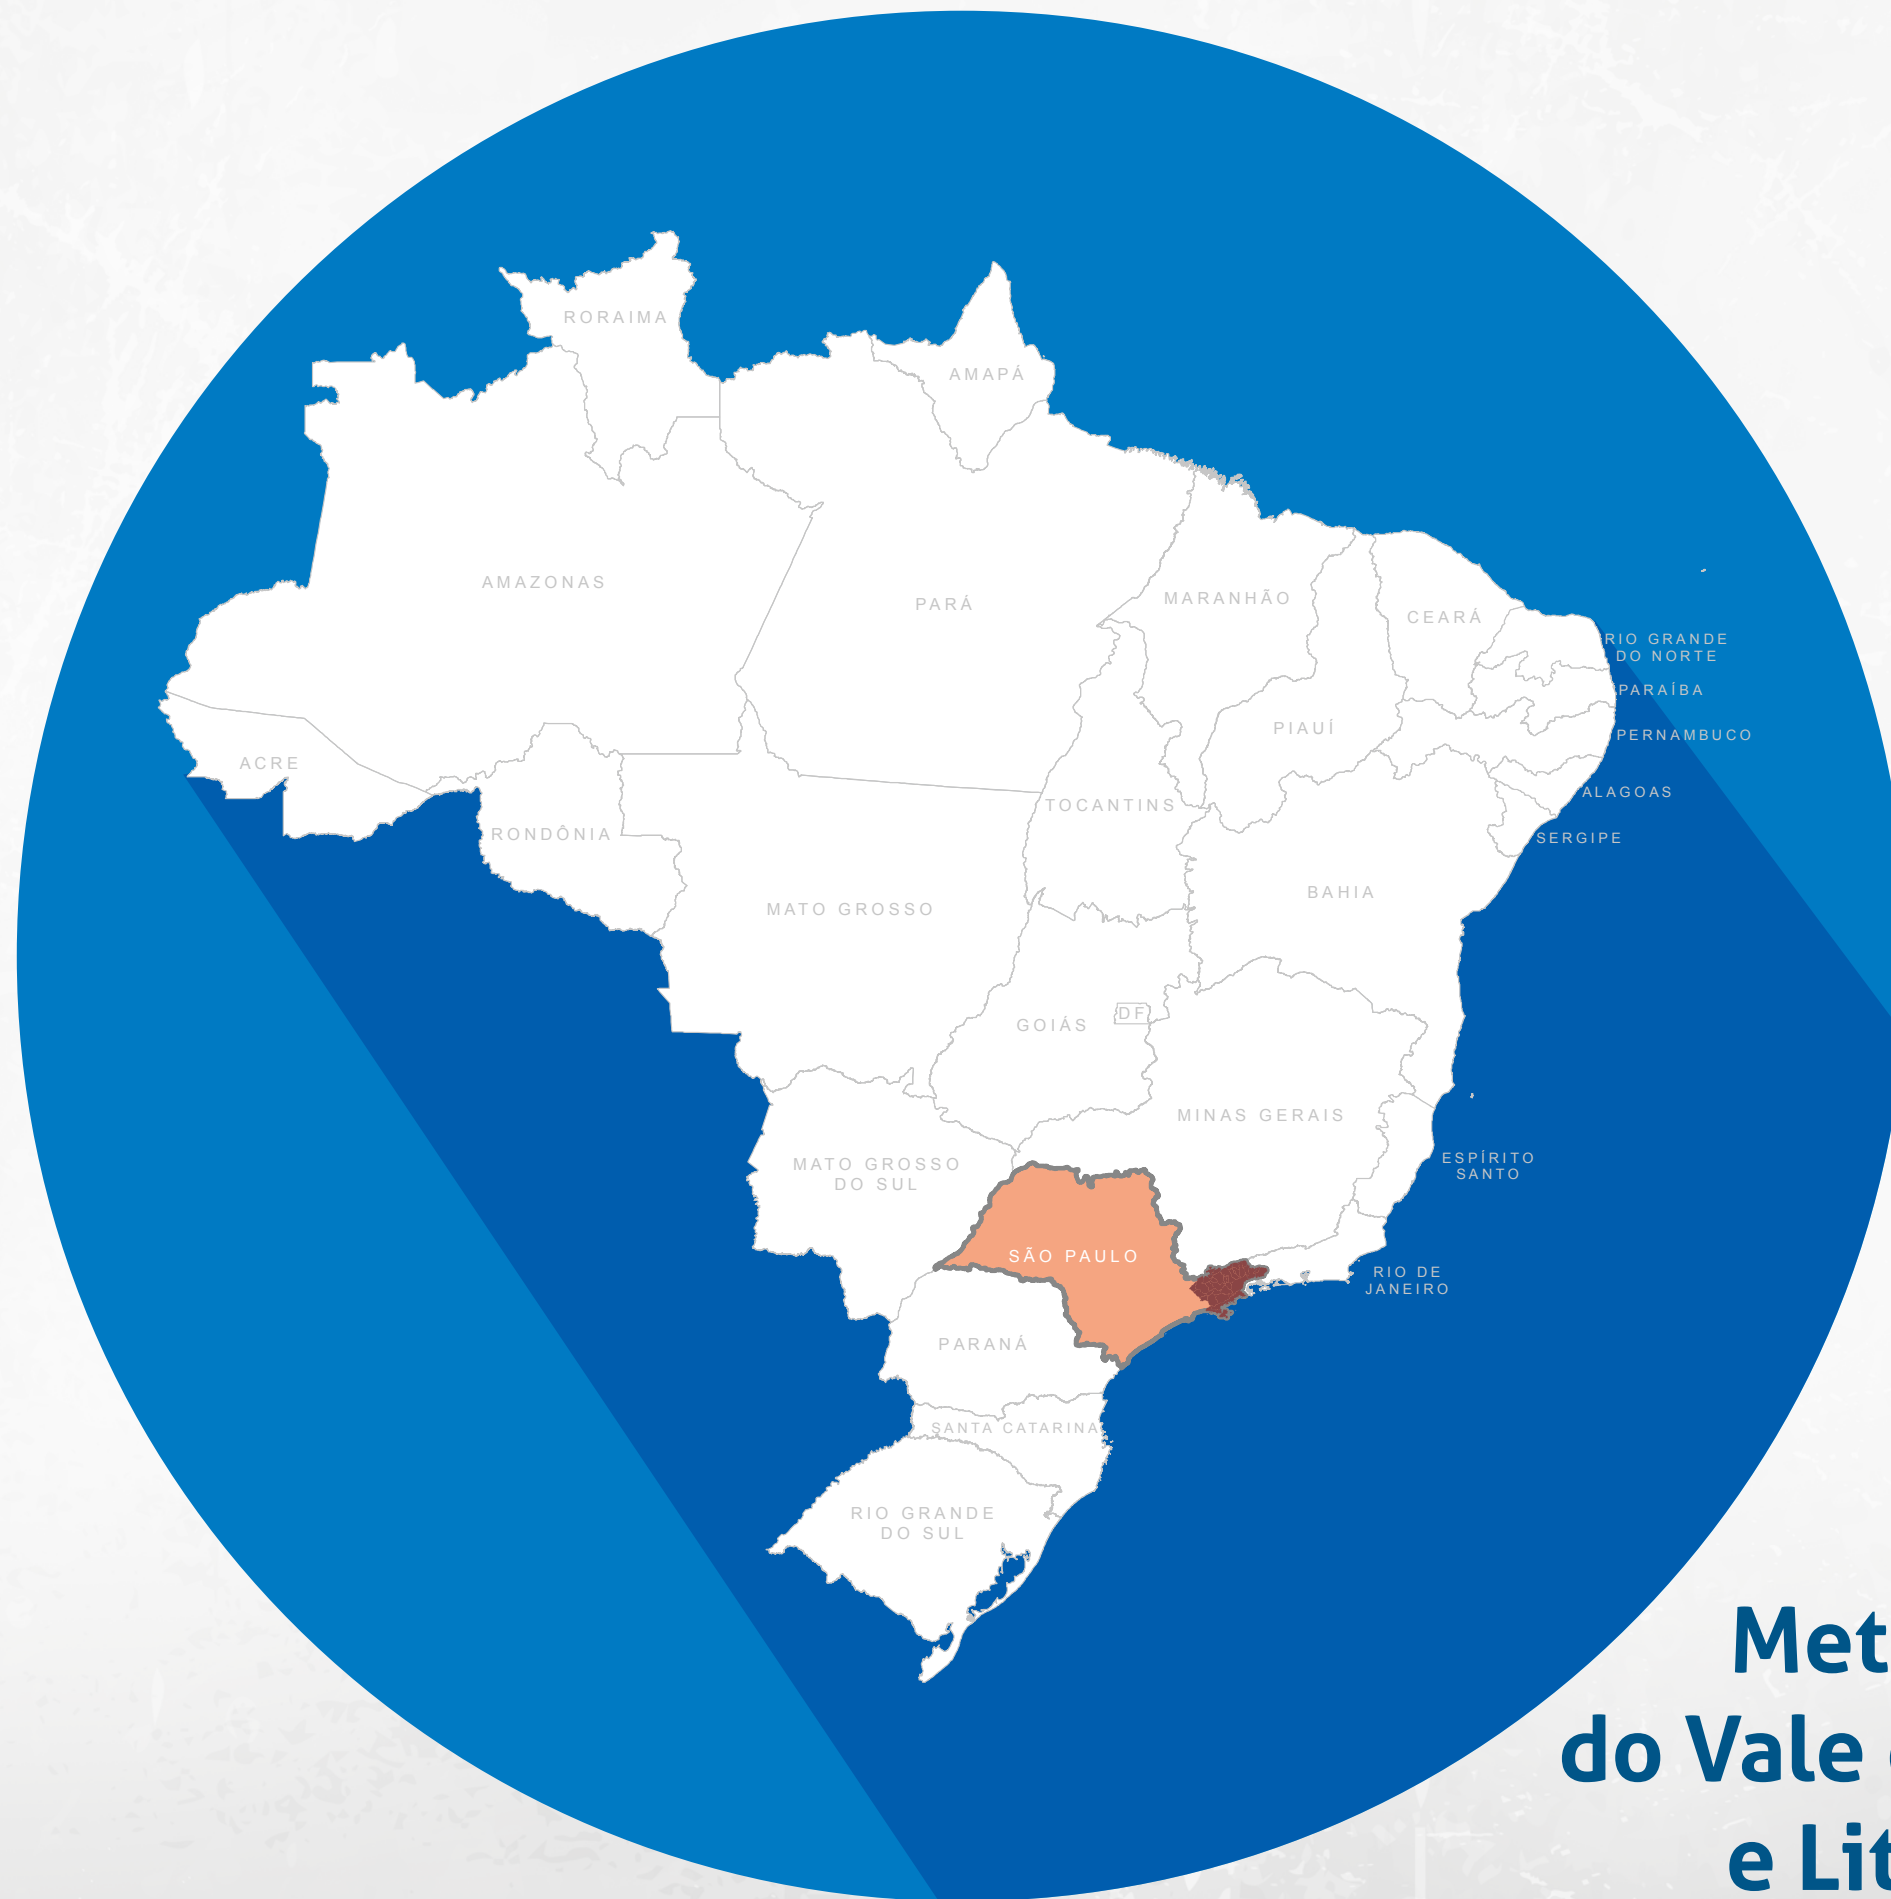 RORAIMA
AMAPÁ
AMAZONAS
PARÁ
MARANHÃO
CEARÁ
RIO GRANDE
DO NORTE
PARAÍBA
PIAUÍ
PERNAMBUCO
ACRE
ALAGOAS
TOCANTINS
RONDÔNIA
SERGIPE
BAHIA
MATO GROSSO
DF
GOIÁS
MINAS GERAIS
ESPÍRITO
SANTO
MATO GROSSO
DO SUL
SÃO PAULO
RIO DE
JANEIRO
PARANÁ
SANTA CATARINA
RIO GRANDE
DO SUL
Met
do Vale
e Lit